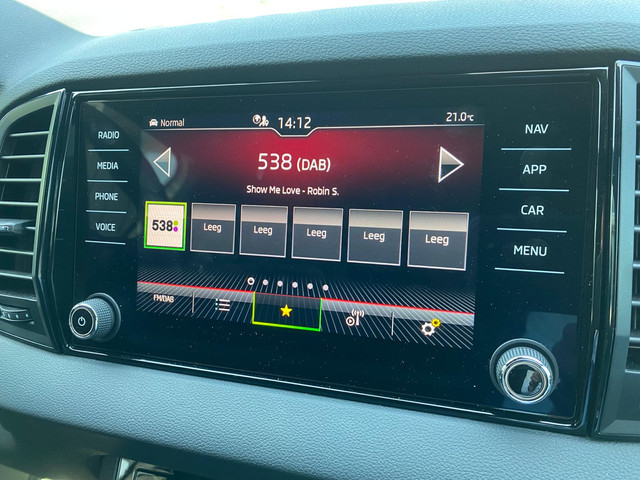 Normal
14:12
21.0°C
RADIO
MEDIA
PHONE
VOICE
538 (DAB)
Show Me Love - Robin S.
538
Leeg
Leeg
Leeg
Leeg
Leeg
FM/DAB
NAV
APP
CAR
MENU